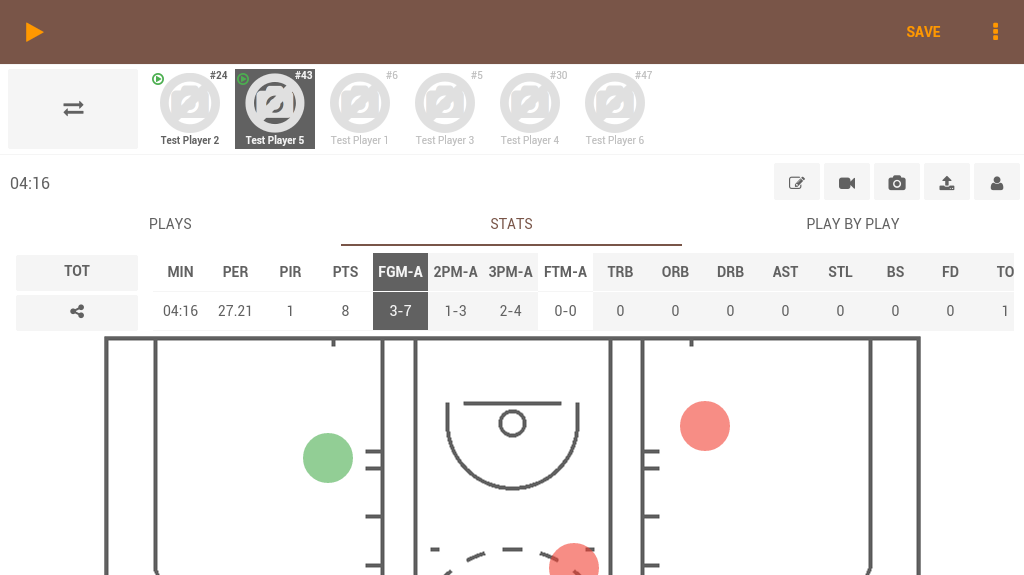 SAVE
#24 #43 #6 #5 #30 #47
Test Player 2 Test Player 5 Test Player 1 Test Player 3 Test Player 4 Test Player 6
04:16
PLAYS STATS PLAY BY PLAY
TOT MIN PER PIR PTS FGM-A 2PM-A 3PM-A FTM-A TRB ORB DRB AST STL BS FD TO
04:16 27.21 1 8 3-7 1-3 2-4 0-0 0 0 0 0 0 0 0 1